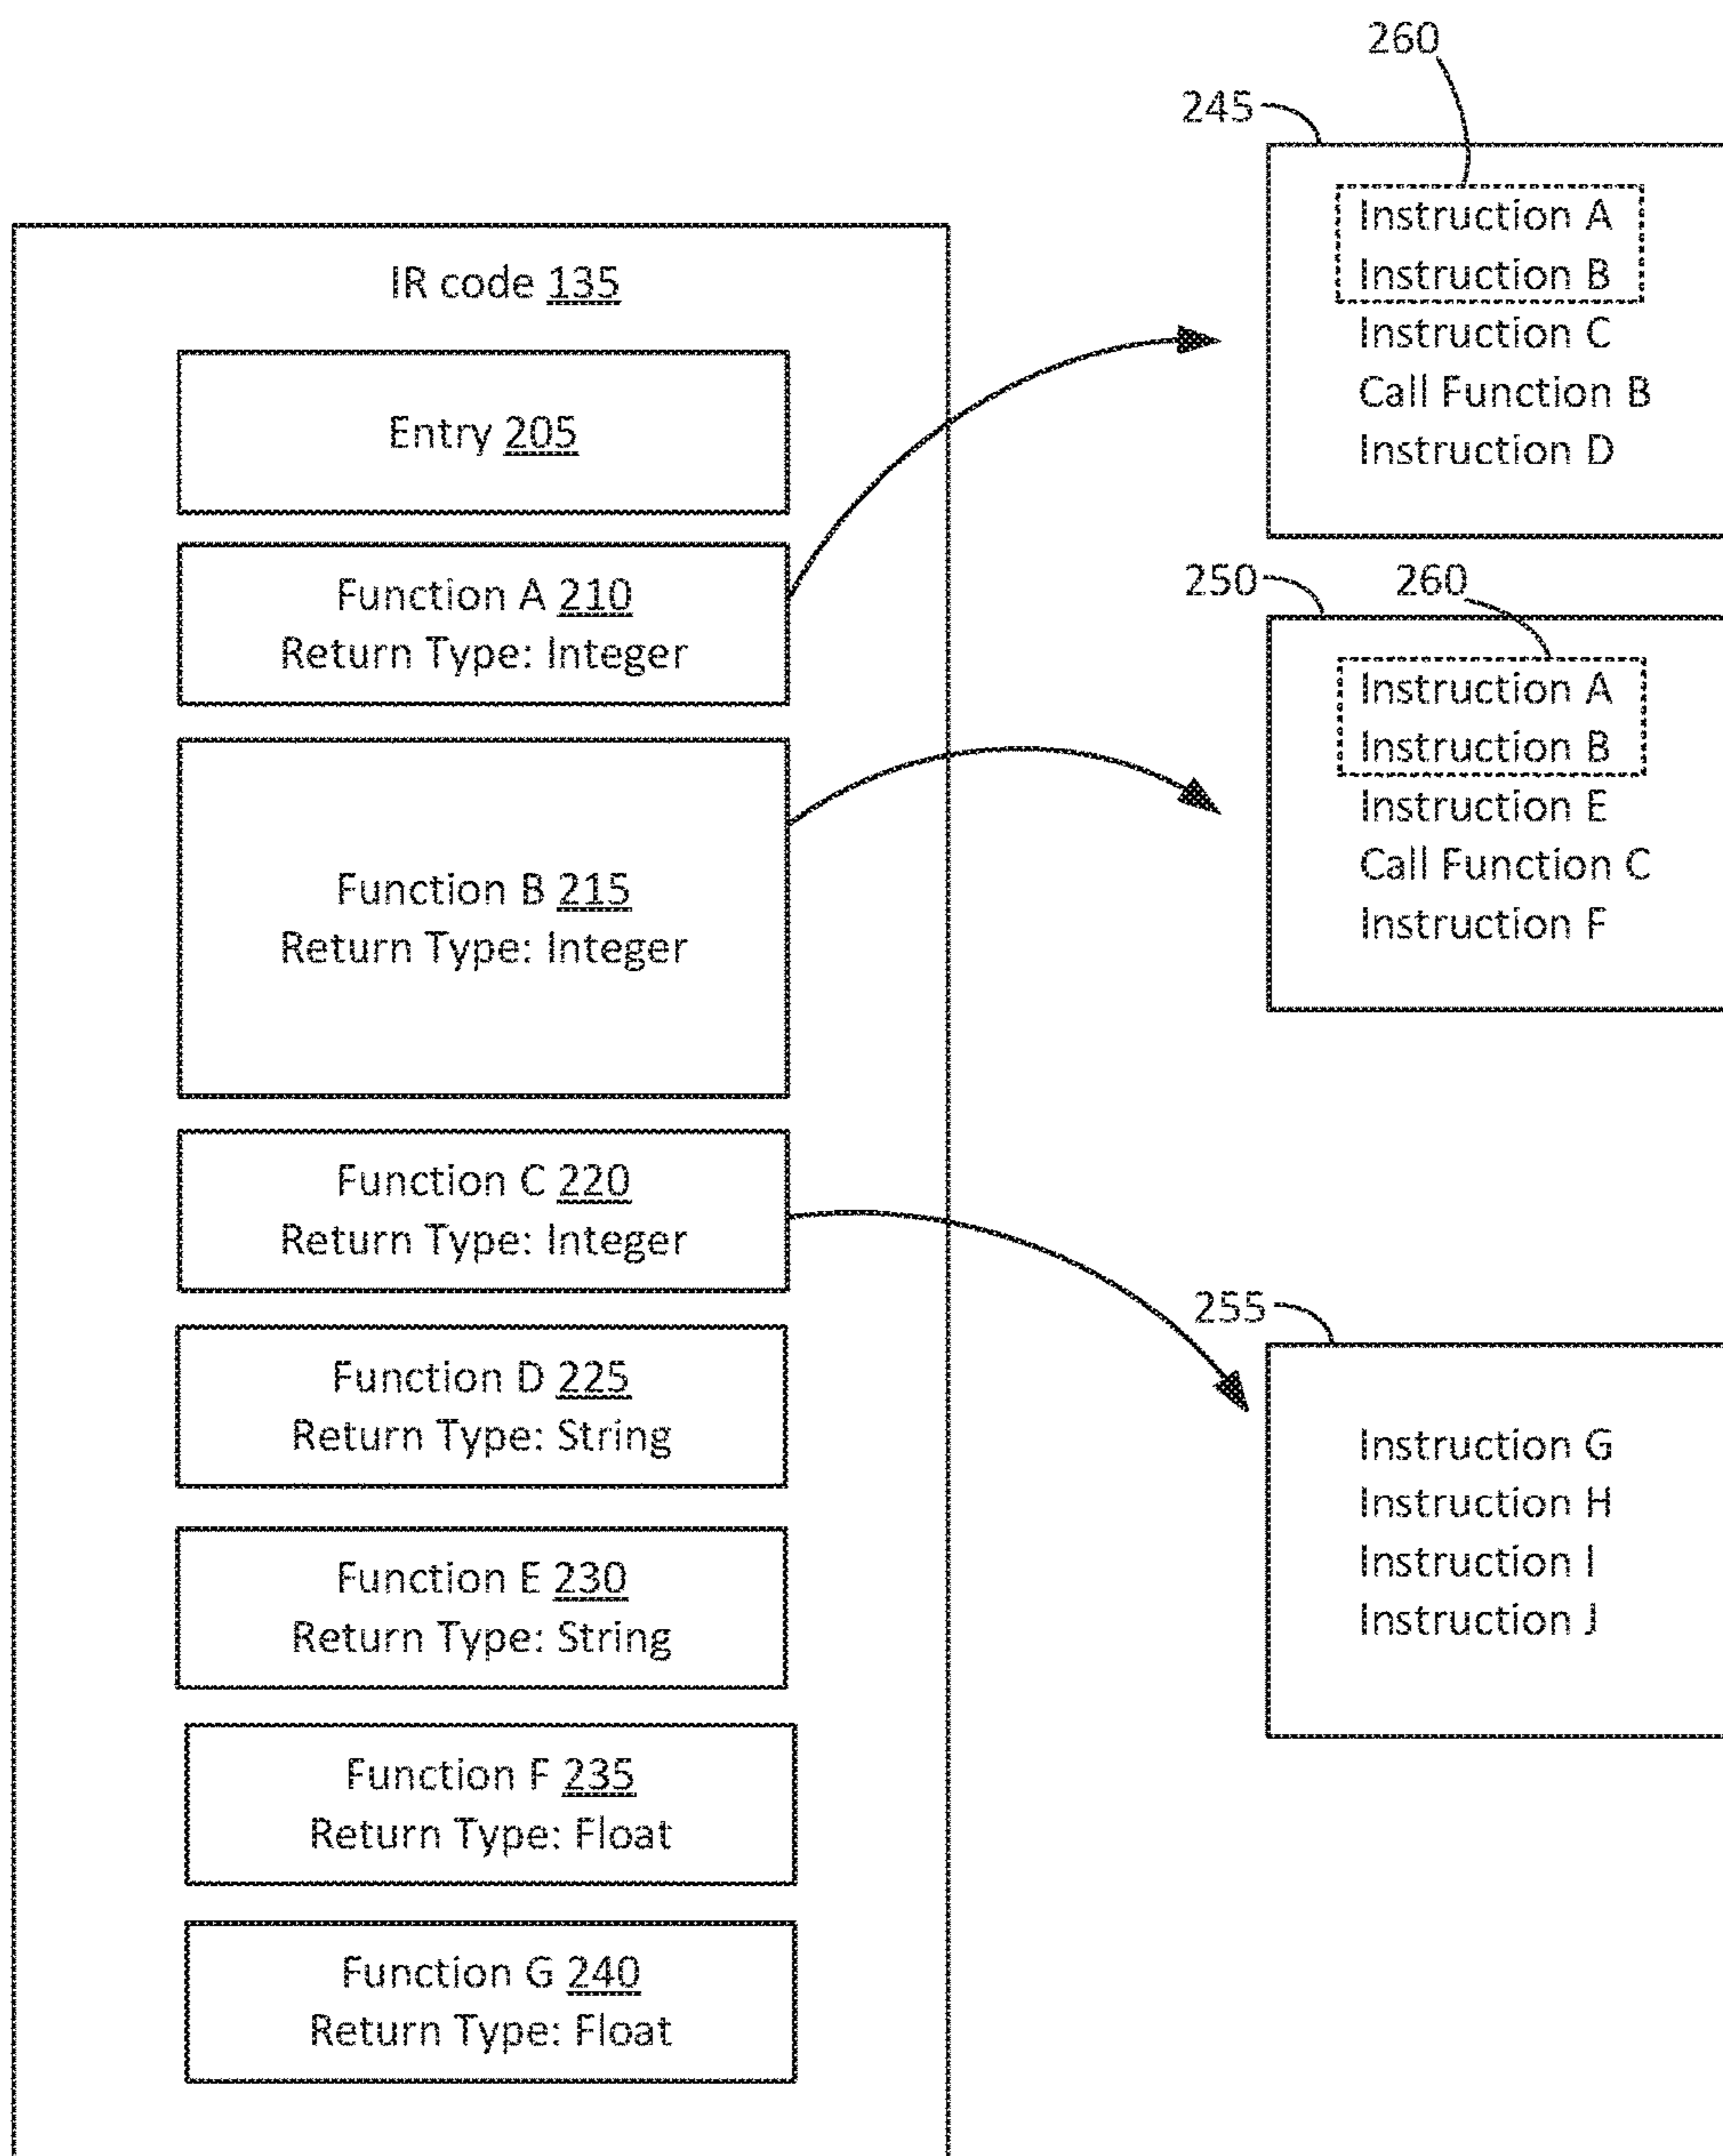 260
245
Instruction A
Instruction B
Instruction C
Call Function B
Instruction D
IR code 135
Entry 205
Function A 210
Return Type: Integer
250
260
Instruction A
Instruction B
Instruction E
Call Function C
Instruction F
Function B 215
Return Type: Integer
Function C 220
Return Type: Integer
255
Instruction G
Instruction H
Instruction I
Instruction J
Function D 225
Return Type: String
Function E 230
Return Type: String
Function F 235
Return Type: Float
Function G 240
Return Type: Float